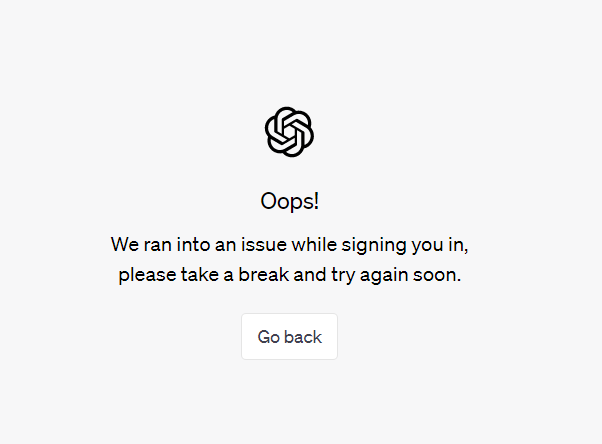 Oops!
We ran into an issue while signing you in,
please take a break and try again soon.
Go back